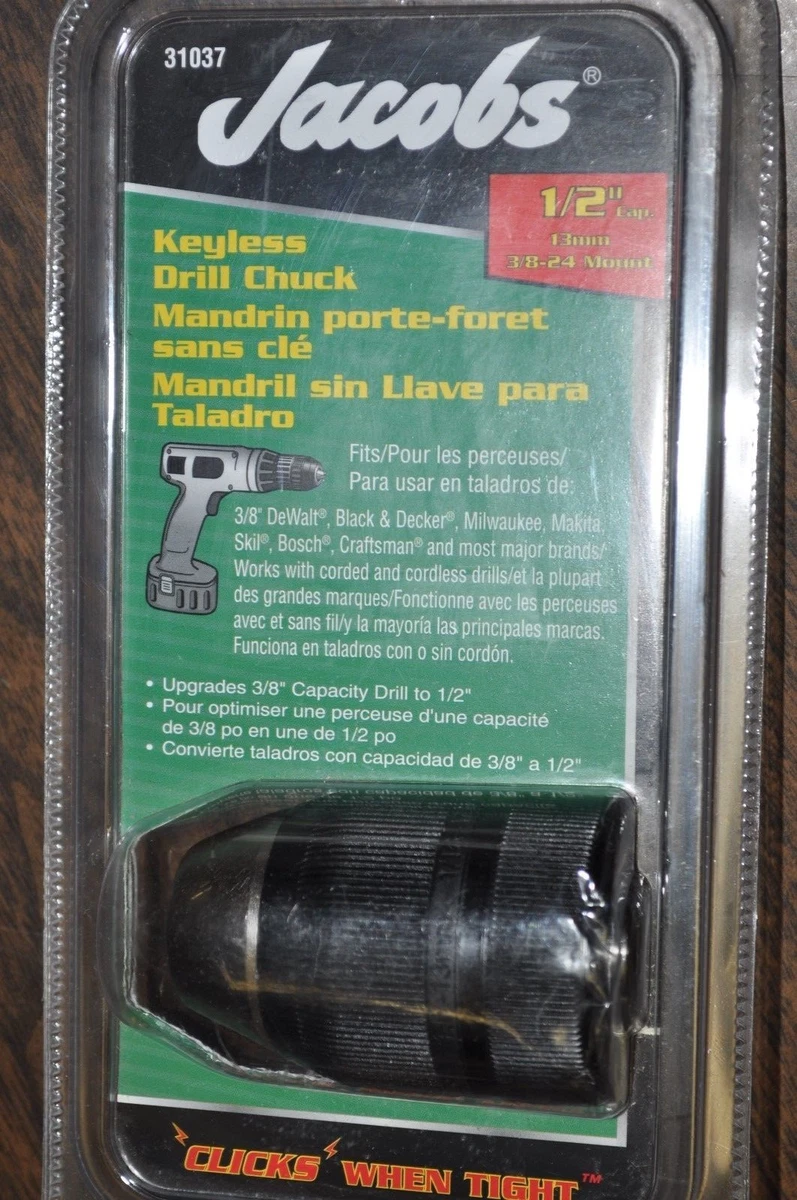 31037
Jacobs®
1/2" Cap.
13mm
3/8-24 Mount
Keyless
Drill Chuck
Mandrin porte-foret
sans clé
Mandril sin Llave para
Taladro
Fits/Pour les perceuses/
Para usar en taladros de:
3/8" DeWalt®, Black & Decker®, Milwaukee, Makita,
Skil®, Bosch®, Craftsman® and most major brands/
Works with corded and cordless drills/et la plupart
des grandes marques/Fonctionne avec les perceuses
avec et sans fil/y la mayoría las principales marcas.
Funciona en taladros con o sin cordón.
• Upgrades 3/8" Capacity Drill to 1/2"
• Pour optimiser une perceuse d'une capacité
de 3/8 po en une de 1/2 po
• Convierte taladros con capacidad de 3/8" a 1/2"
CLICKS WHEN TIGHT™